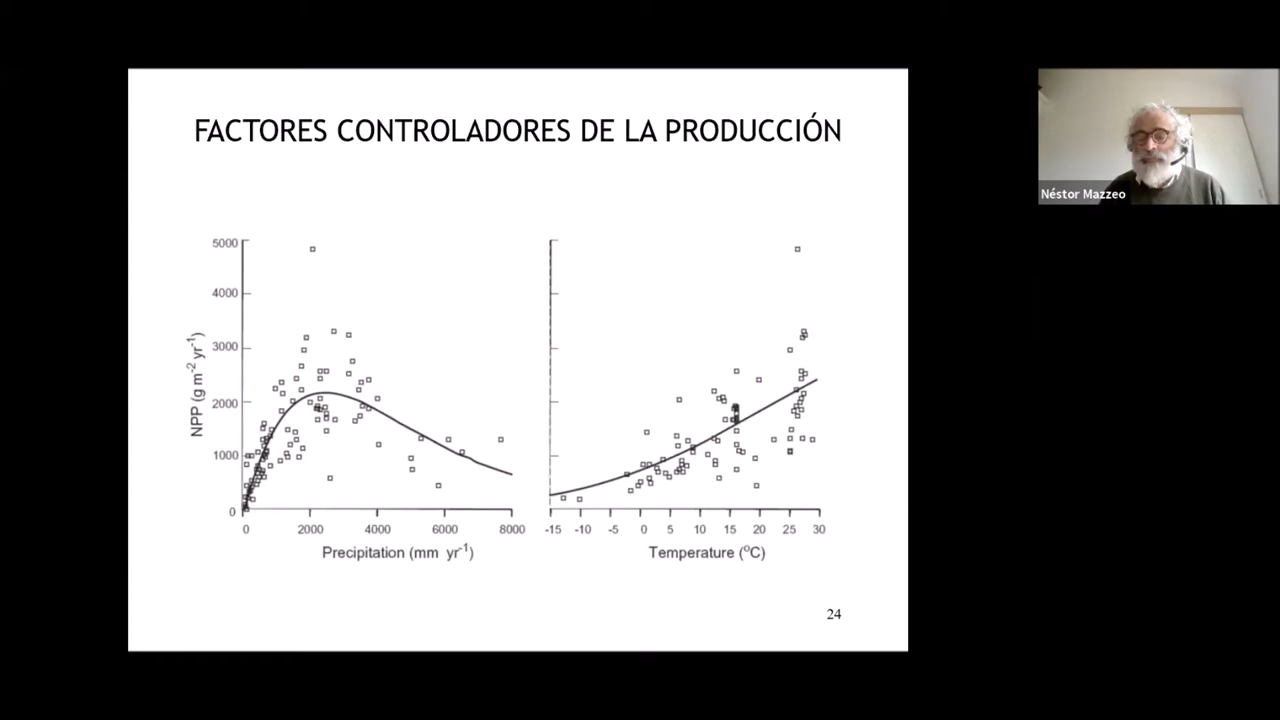 FACTORES CONTROLADORES DE LA PRODUCCIÓN
Néstor Mazzeo
NPP (g m-2 yr-1)
5000
4000
3000
2000
1000
0
0 2000 4000 6000 8000
Precipitation (mm yr-1)
-15 -10 -5 0 5 10 15 20 25 30
Temperature (oC)
24